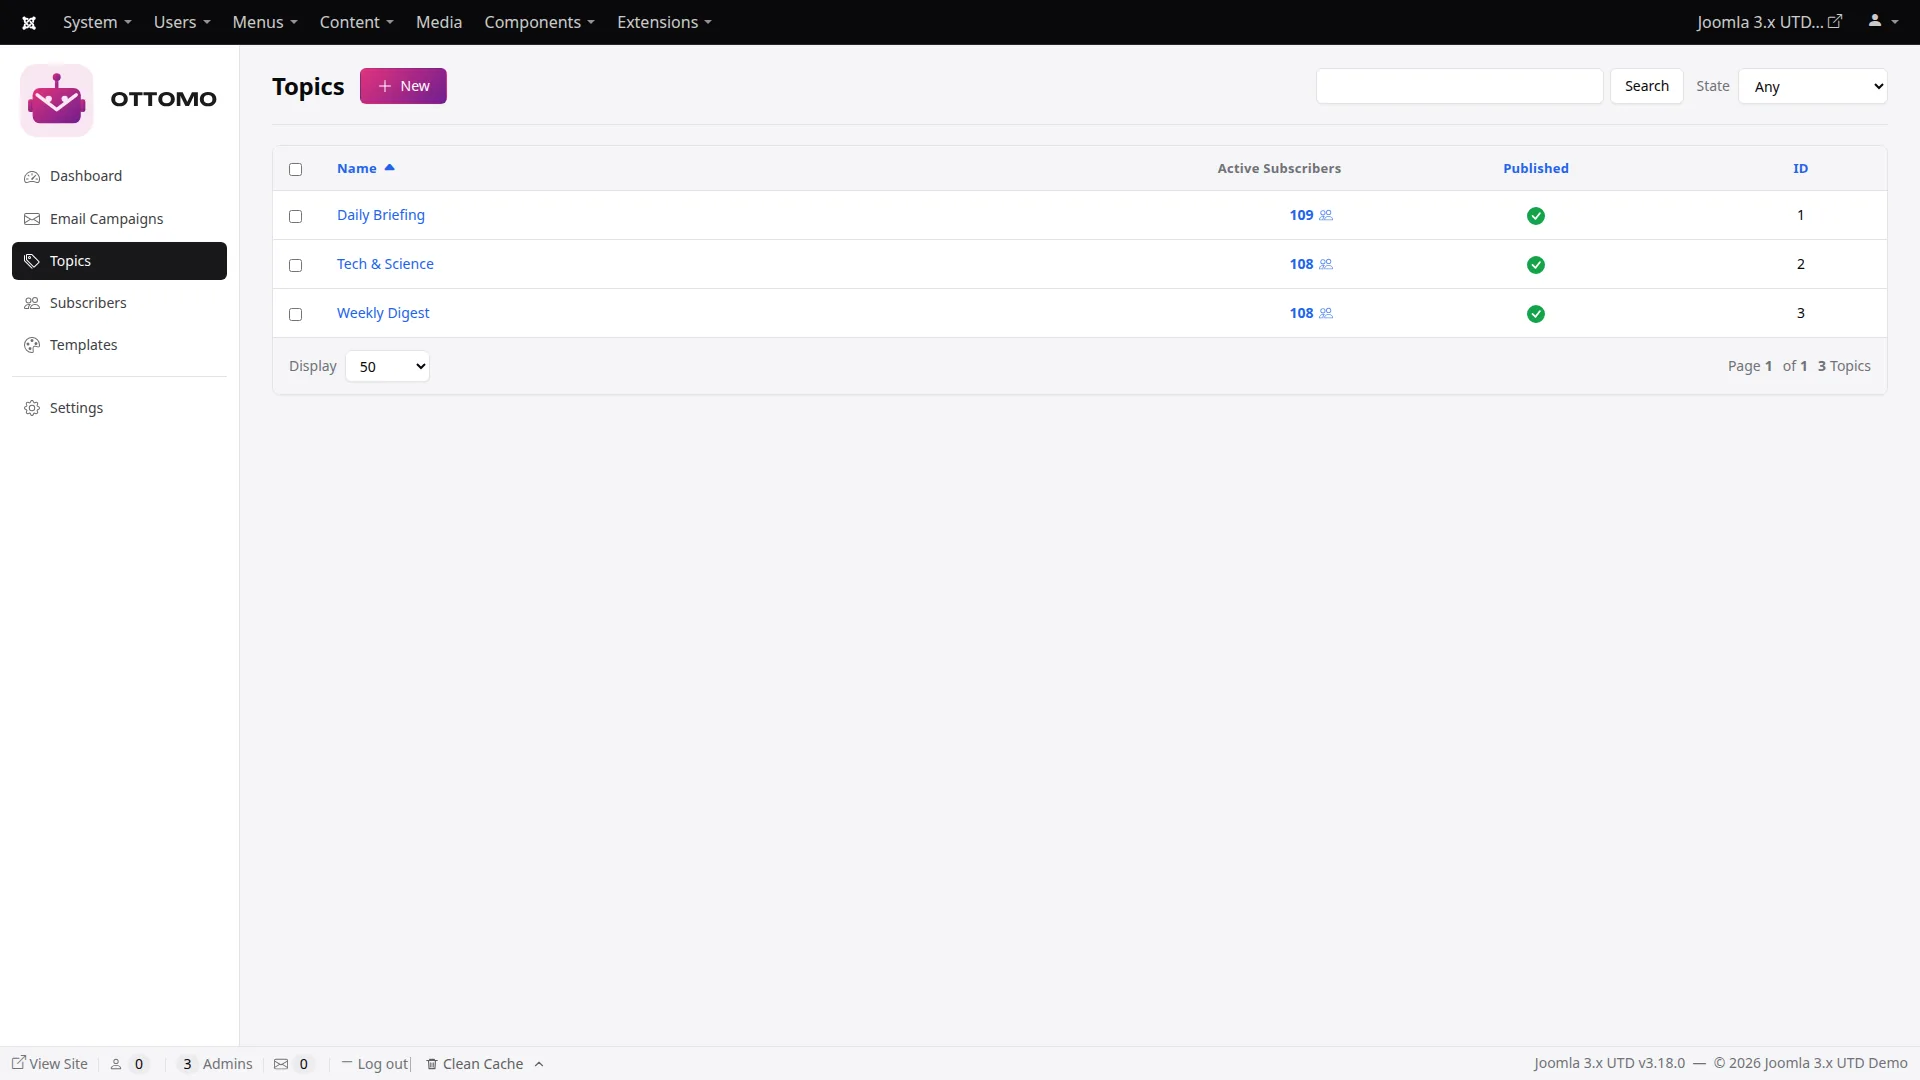 System Users Menus Content Media Components Extensions Joomla 3.x UTD...
OTTOMO
Dashboard
Email Campaigns
Topics
Subscribers
Templates
Settings
Topics New Search State Any
Name Active Subscribers Published ID
Daily Briefing 109 1
Tech & Science 108 2
Weekly Digest 108 3
Display 50 Page 1 of 1 3 Topics
View Site 0 3 Admins 0 Log out Clean Cache Joomla 3.x UTD v3.18.0 — © 2026 Joomla 3.x UTD Demo